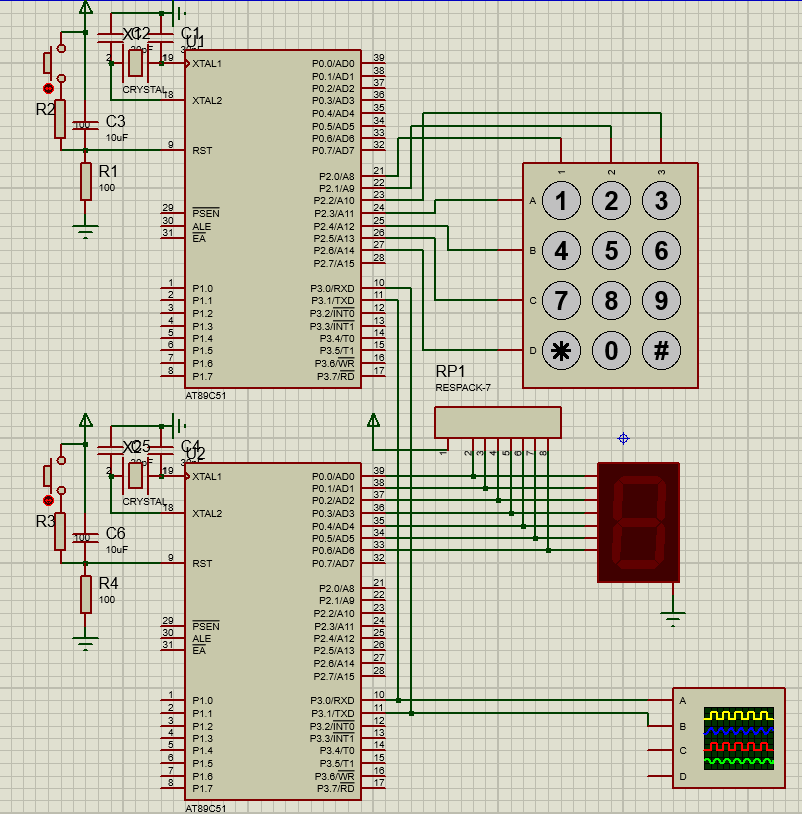 X1
C2
C1
U1
2
19
XTAL1
P0.0/AD0
39
P0.1/AD1
38
P0.2/AD2
37
CRYSTAL
18
XTAL2
P0.3/AD3
36
P0.4/AD4
35
R2
100
C3
10uF
P0.5/AD5
34
P0.6/AD6
33
9
RST
P0.7/AD7
32
R1
100
P2.0/A8
21
P2.1/A9
22
P2.2/A10
23
29
PSEN
P2.3/A11
24
30
ALE
P2.4/A12
25
31
EA
P2.5/A13
26
P2.6/A14
27
P2.7/A15
28
1
P1.0
P3.0/RXD
10
2
P1.1
P3.1/TXD
11
3
P1.2
P3.2/INT0
12
4
P1.3
P3.3/INT1
13
5
P1.4
P3.4/T0
14
6
P1.5
P3.5/T1
15
7
P1.6
P3.6/WR
16
8
P1.7
P3.7/RD
17
AT89C51
1 2 3
A 1 2 3
B 4 5 6
C 7 8 9
D * 0 #
RP1
RESPACK-7
1 2 3 4 5 6 7 8
C5
C4
U2
2
19
XTAL1
P0.0/AD0
39
P0.1/AD1
38
P0.2/AD2
37
CRYSTAL
18
XTAL2
P0.3/AD3
36
P0.4/AD4
35
R3
100
C6
10uF
P0.5/AD5
34
P0.6/AD6
33
9
RST
P0.7/AD7
32
R4
100
P2.0/A8
21
P2.1/A9
22
P2.2/A10
23
29
PSEN
P2.3/A11
24
30
ALE
P2.4/A12
25
31
EA
P2.5/A13
26
P2.6/A14
27
P2.7/A15
28
1
P1.0
P3.0/RXD
10
2
P1.1
P3.1/TXD
11
3
P1.2
P3.2/INT0
12
4
P1.3
P3.3/INT1
13
5
P1.4
P3.4/T0
14
6
P1.5
P3.5/T1
15
7
P1.6
P3.6/WR
16
8
P1.7
P3.7/RD
17
AT89C51
A
B
C
D